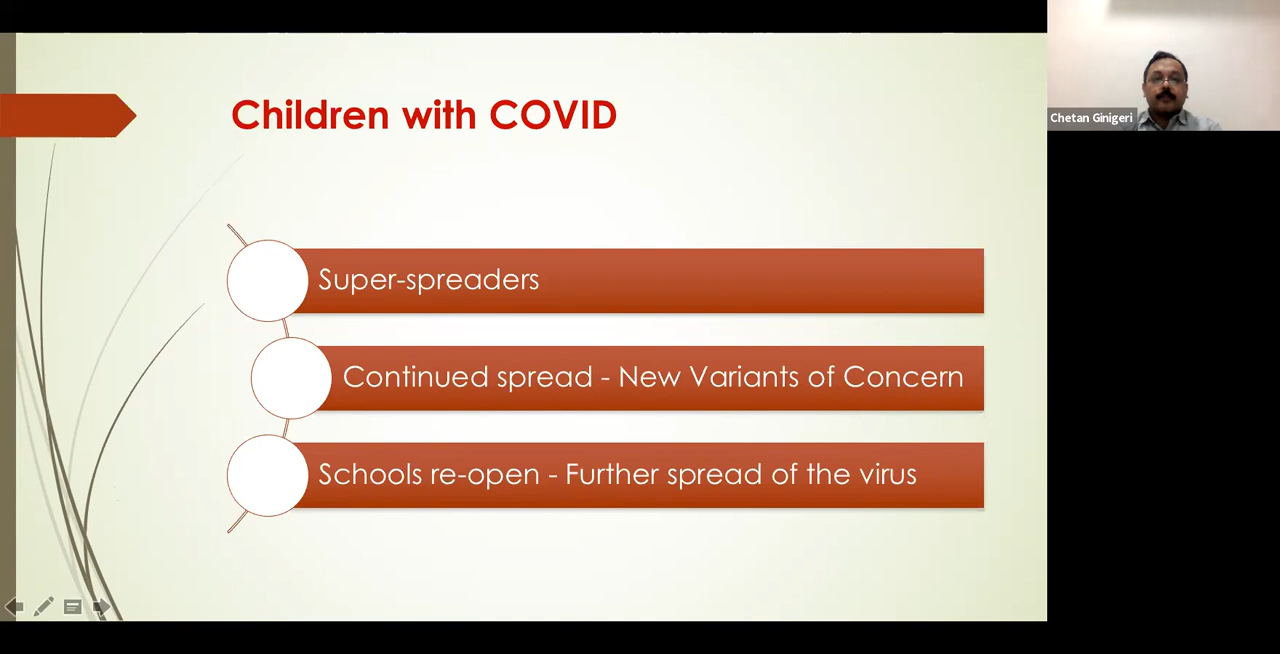 Children with COVID
Super-spreaders
Continued spread - New Variants of Concern
Schools re-open - Further spread of the virus
Chetan Ginigeri